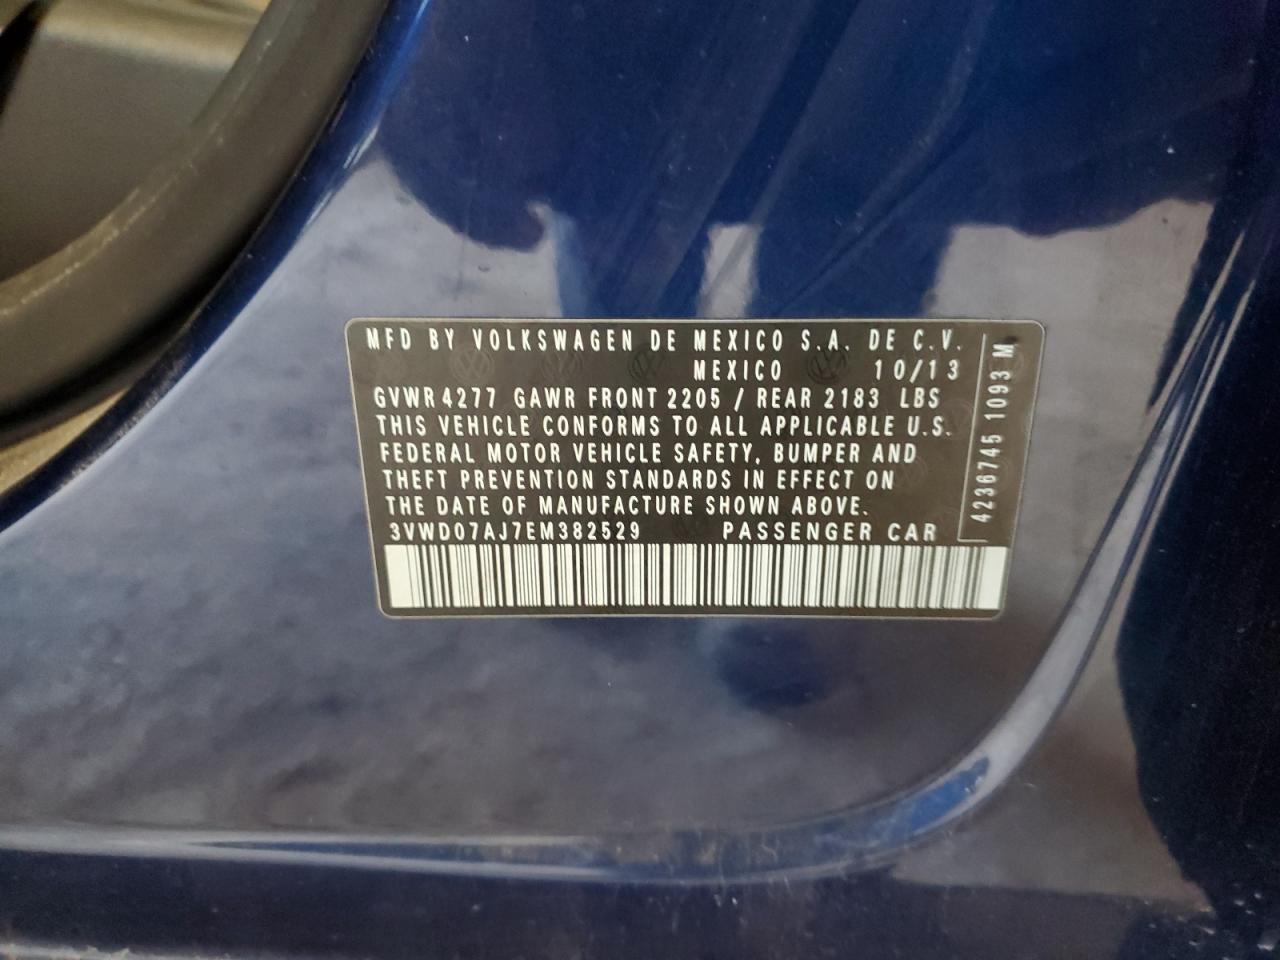 MFD BY VOLKSWAGEN DE MEXICO S.A. DE C.V.
MEXICO 10/13
GVWR 4277 GAWR FRONT 2205 / REAR 2183 LBS
THIS VEHICLE CONFORMS TO ALL APPLICABLE U.S.
FEDERAL MOTOR VEHICLE SAFETY, BUMPER AND
THEFT PREVENTION STANDARDS IN EFFECT ON
THE DATE OF MANUFACTURE SHOWN ABOVE.
3VWD07AJ7EM382529 PASSENGER CAR
4236745 1093 M